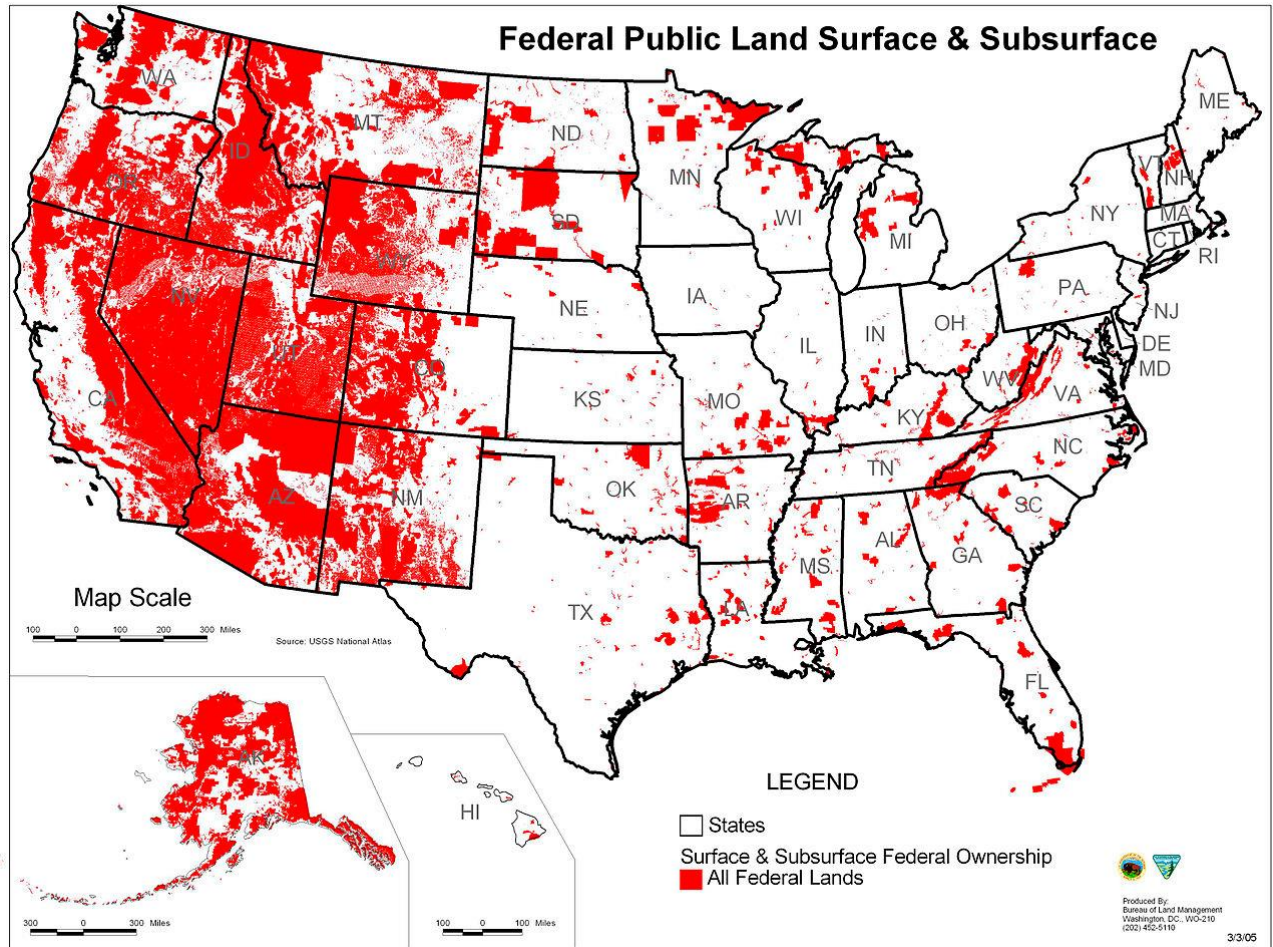 Federal Public Land Surface & Subsurface
WA
MT
ND
MN
ME
ID
OR
SD
WI
MI
VT
NH
NY
MA
CT
RI
WY
NV
NE
IA
PA
NJ
UT
CO
IL
IN
OH
DE
MD
CA
KS
MO
WV
VA
KY
AZ
NM
OK
AR
TN
NC
SC
MS
AL
GA
TX
LA
FL
Map Scale
100 0 100 200 300 Miles
Source: USGS National Atlas
AK
HI
300 0 300 Miles
100 0 100 Miles
LEGEND
States
Surface & Subsurface Federal Ownership
All Federal Lands
Produced By:
Bureau of Land Management
Washington, DC., WO-210
(202) 452-5110
3/3/05